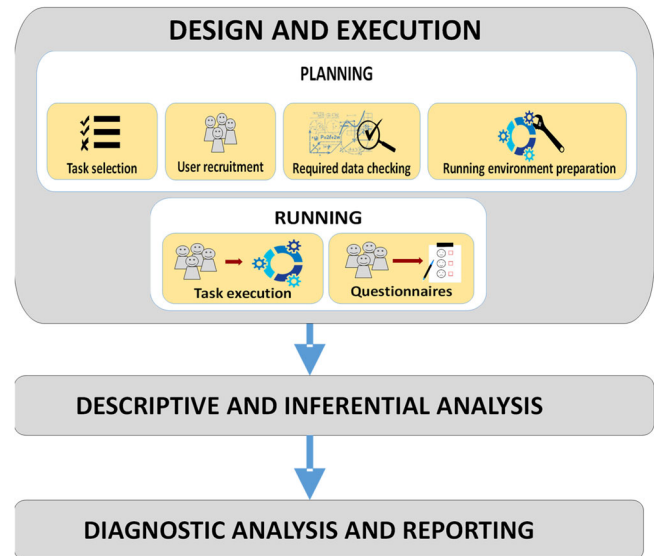 DESIGN AND EXECUTION
PLANNING
Task selection
User recruitment
Required data checking
Running environment preparation
RUNNING
Task execution
Questionnaires
DESCRIPTIVE AND INFERENTIAL ANALYSIS
DIAGNOSTIC ANALYSIS AND REPORTING